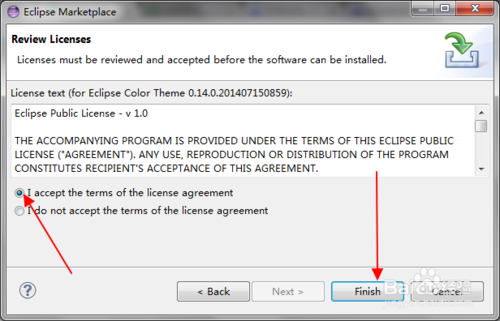 Eclipse Marketplace
Review Licenses
Licenses must be reviewed and accepted before the software can be installed.
License text (for Eclipse Color Theme 0.14.0.201407150859):
Eclipse Public License - v 1.0
THE ACCOMPANYING PROGRAM IS PROVIDED UNDER THE TERMS OF THIS ECLIPSE PUBLIC
LICENSE ("AGREEMENT"). ANY USE, REPRODUCTION OR DISTRIBUTION OF THE PROGRAM
CONSTITUTES RECIPIENT'S ACCEPTANCE OF THIS AGREEMENT.
I accept the terms of the license agreement
I do not accept the terms of the license agreement
?
< Back
Next >
Finish
Cancel